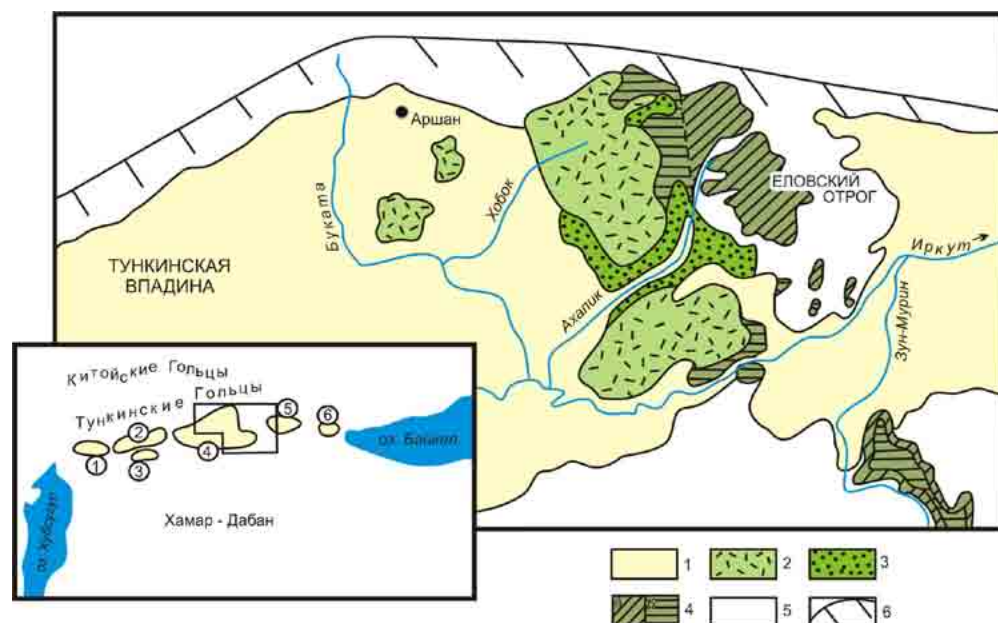 Аршан
ЕЛОВСКИЙ
ОТРОГ
Буката
Хобок
Иркут
ТУНКИНСКАЯ
ВПАДИНА
Ахалик
Зун-Мурин
Китойские Гольцы
Тункинские Гольцы
5
6
2
4
1
3
оз. Байкал
Хамар - Дабан
оз. Хубсугул
1
2
3
4
5
6